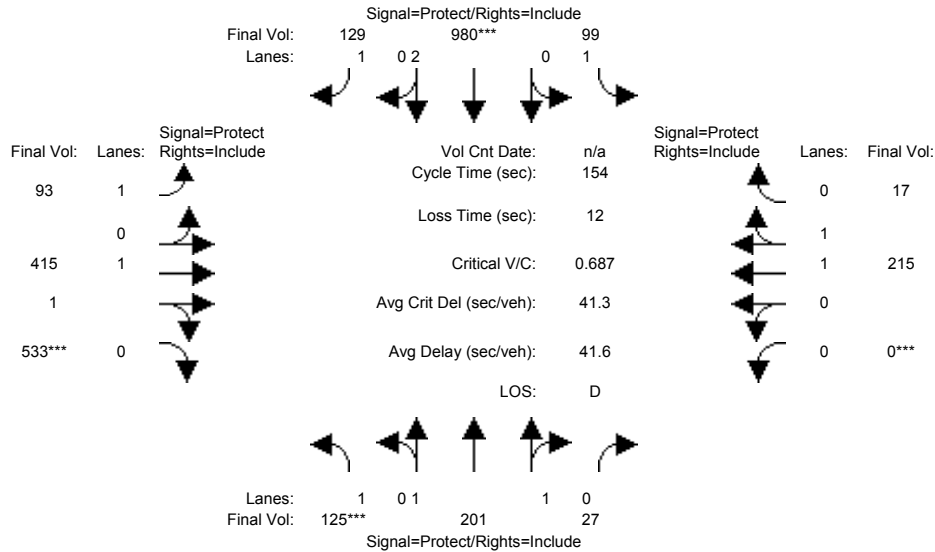 Signal=Protect/Rights=Include
Final Vol: 129 980*** 99
Lanes: 1 0 2 0 1
Signal=Protect
Final Vol: Lanes: Rights=Include
Vol Cnt Date: n/a
Signal=Protect
Rights=Include Lanes: Final Vol:
Cycle Time (sec): 154
93 1
0 17
Loss Time (sec): 12
0
1
415 1
Critical V/C: 0.687
1 215
1
Avg Crit Del (sec/veh): 41.3
0
533*** 0
Avg Delay (sec/veh): 41.6
0 0***
LOS: D
Lanes: 1 0 1 1 0
Final Vol: 125*** 201 27
Signal=Protect/Rights=Include